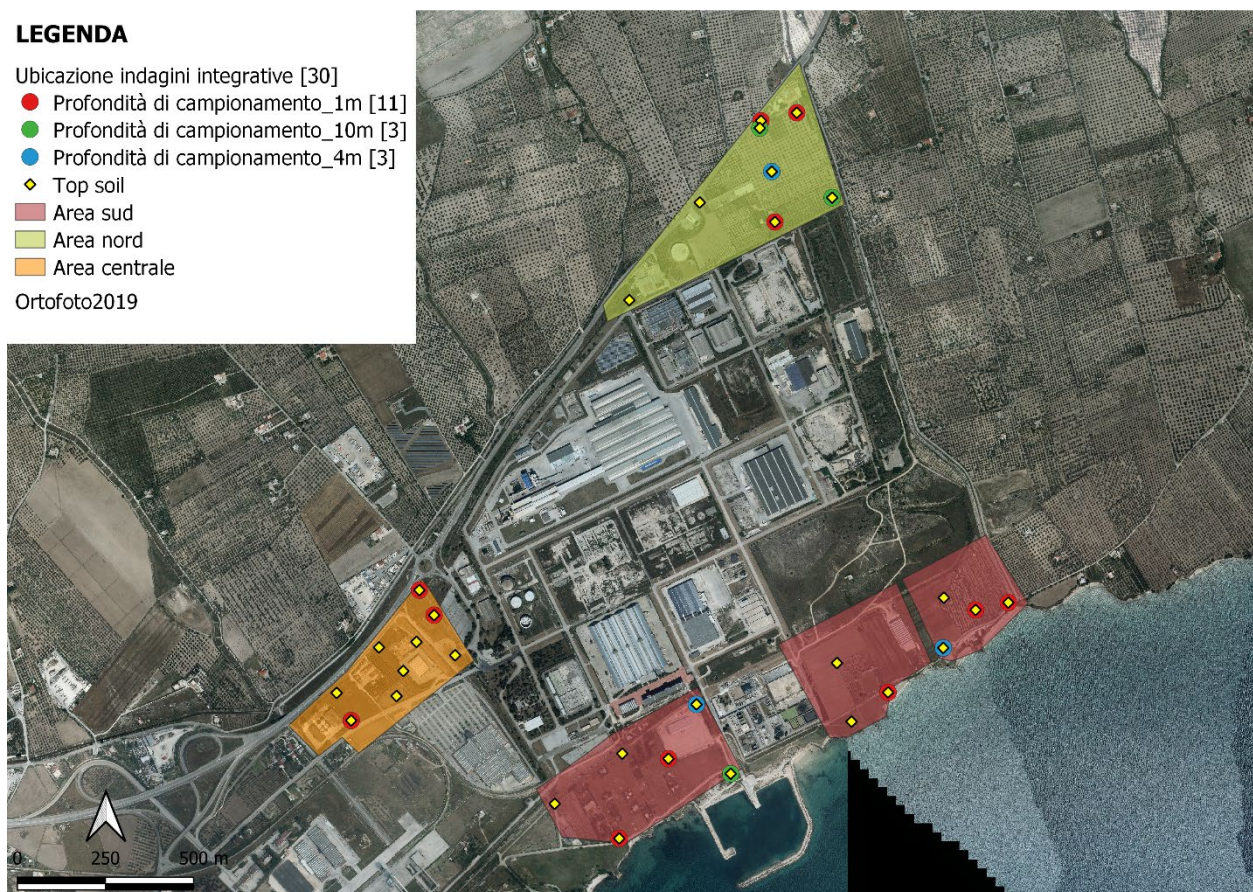 LEGENDA
Ubicazione indagini integrative [30]
Profondità di campionamento_1m [11]
Profondità di campionamento_10m [3]
Profondità di campionamento_4m [3]
Top soil
Area sud
Area nord
Area centrale
Ortofoto2019
0 250 500 m